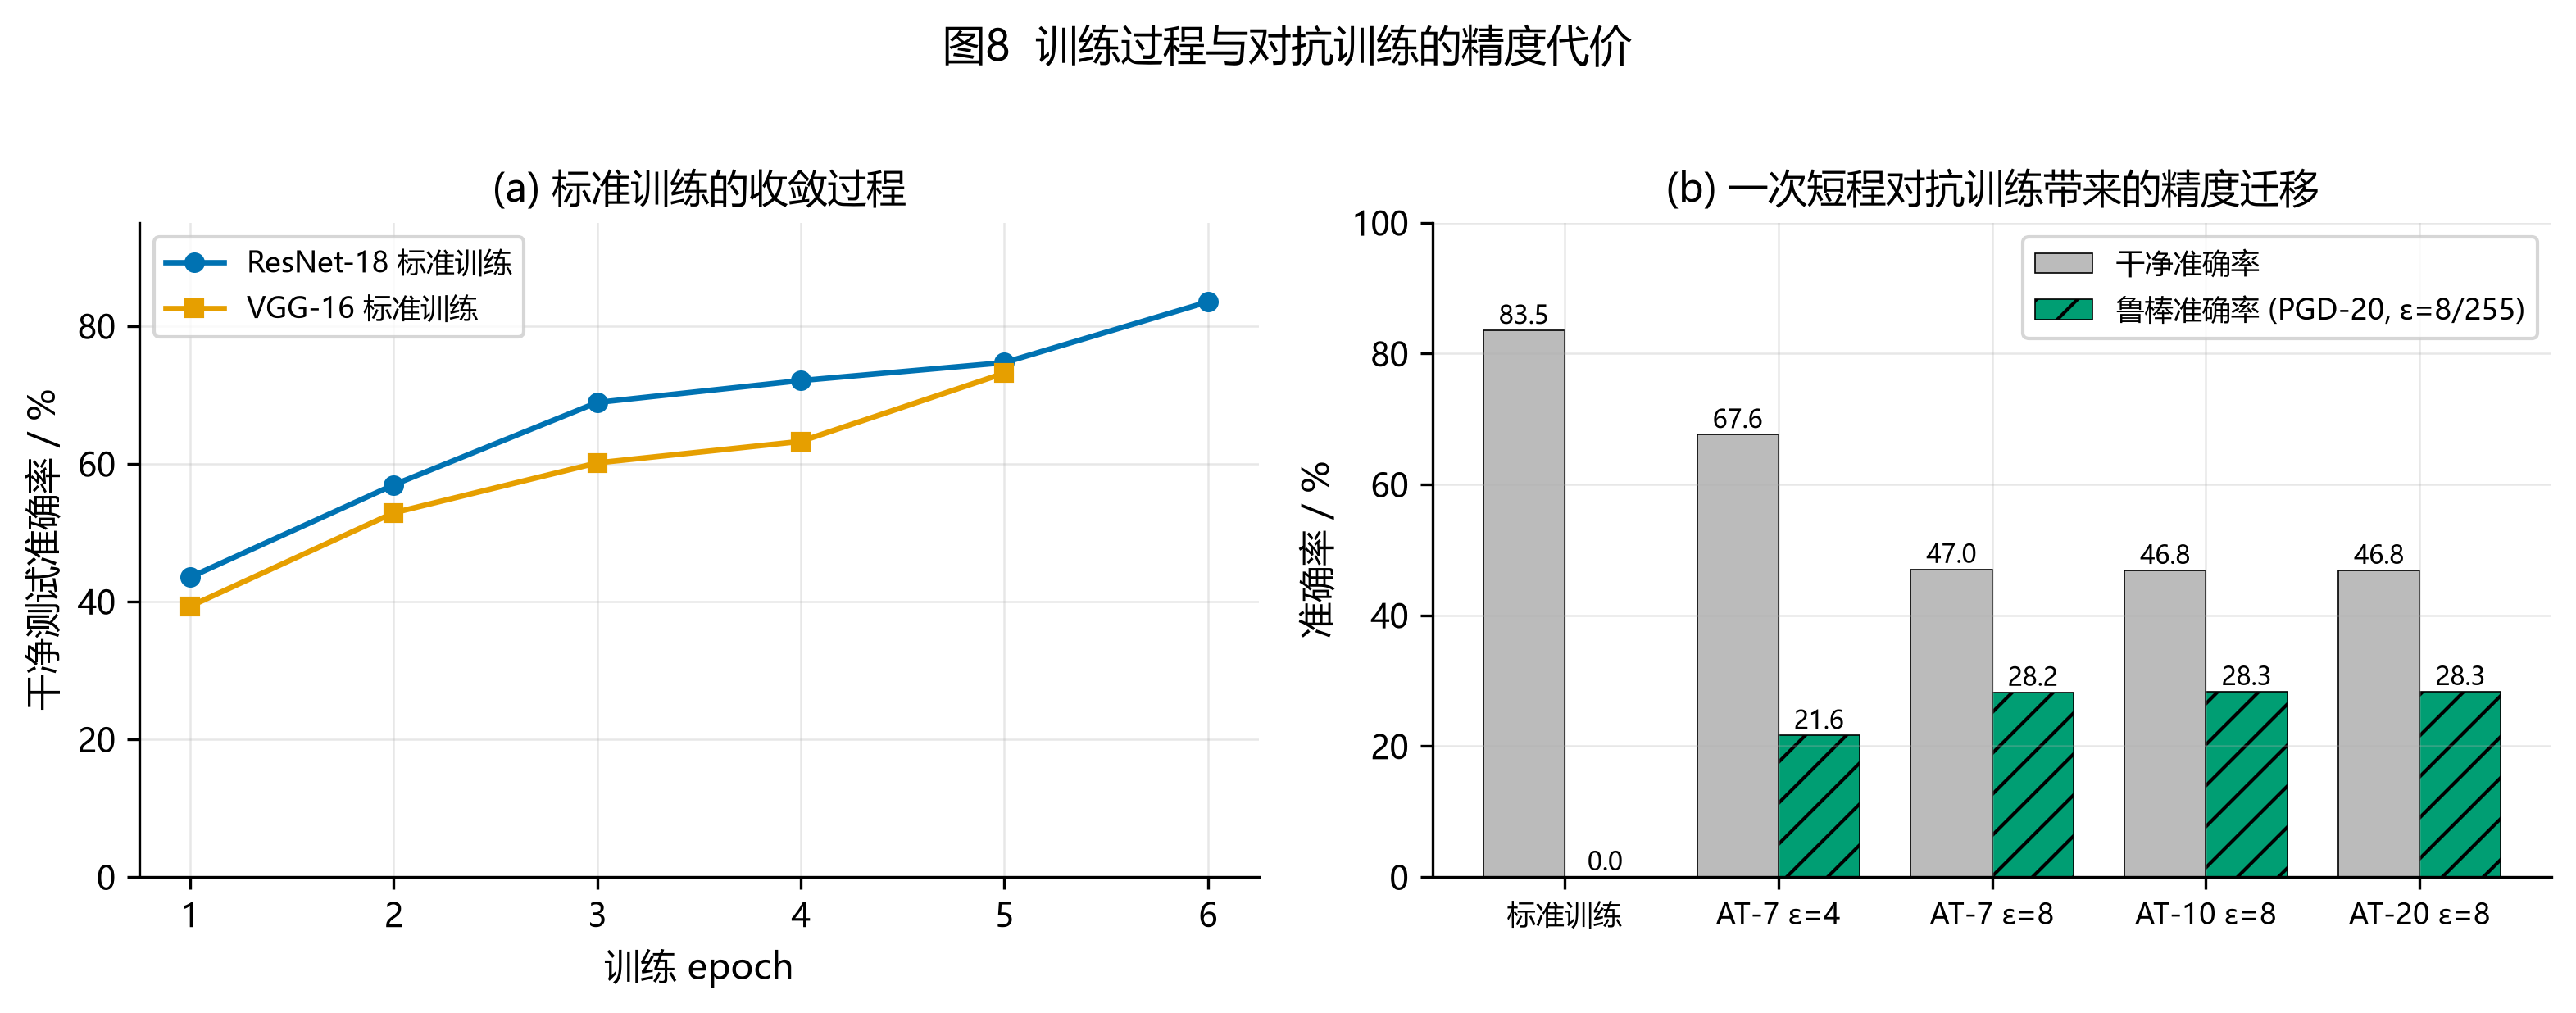 图8  训练过程与对抗训练的精度代价
(a) 标准训练的收敛过程
ResNet-18 标准训练
VGG-16 标准训练
干净测试准确率 / %
80
60
40
20
0
1 2 3 4 5 6
训练 epoch
(b) 一次短程对抗训练带来的精度迁移
干净准确率
鲁棒准确率 (PGD-20, ε=8/255)
准确率 / %
100
80
60
40
20
0
83.5
0.0
67.6
21.6
47.0
28.2
46.8
28.3
46.8
28.3
标准训练 AT-7 ε=4 AT-7 ε=8 AT-10 ε=8 AT-20 ε=8